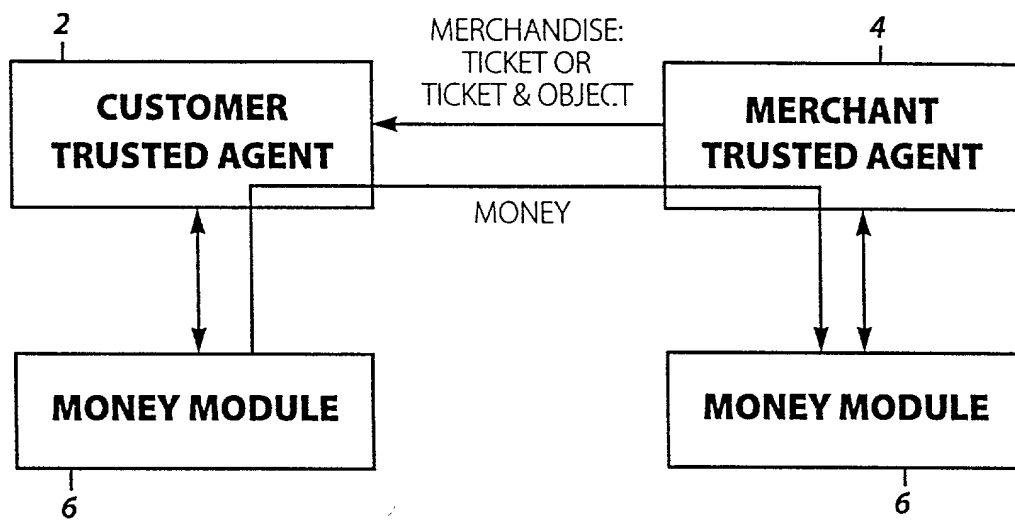 2
MERCHANDISE:
TICKET OR
TICKET & OBJECT
4
CUSTOMER
TRUSTED AGENT
MERCHANT
TRUSTED AGENT
MONEY
MONEY MODULE
MONEY MODULE
6
6